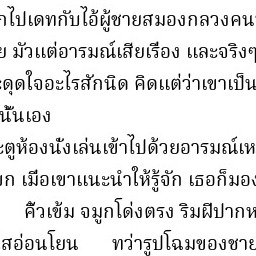 ไปเดทกับไอ้ผู้ชายสมองกลวงคน
มัวแต่อารมณ์เสียเรื่อง และจริงๆ
ดุดใจอะไรสักนิด คิดแต่ว่าเขาเป็น
นั่นเอง
ตูห้องนั่งเล่นเข้าไปด้วยอารมณ์เห
เมื่อเขาแนะนำให้รู้จัก เธอก็มอง
คิ้วเข้ม จมูกโด่งตรง ริมฝีปากห
สอ่อนโยน ทว่ารูปโฉมของชาย